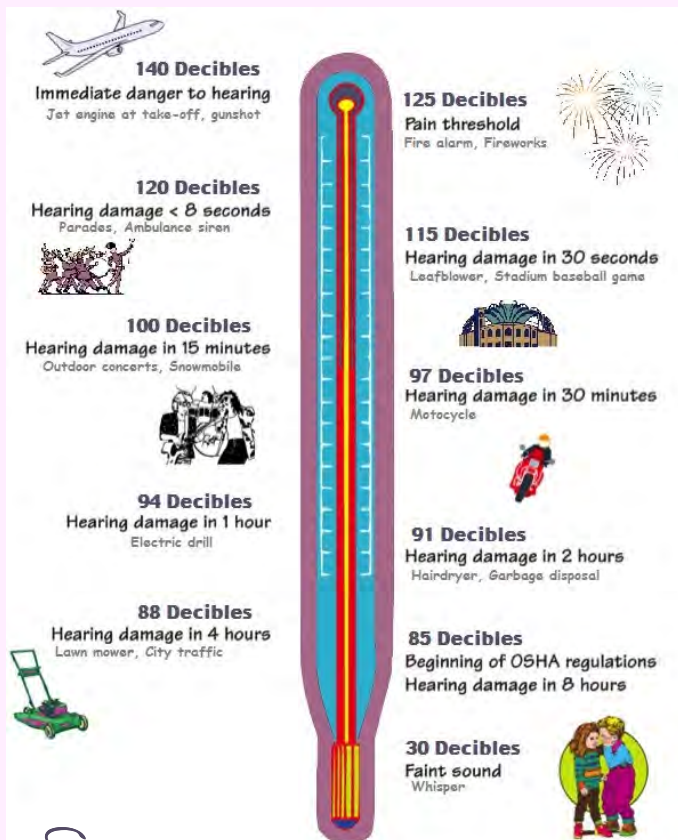 140 Decibles
Immediate danger to hearing
Jet engine at take-off, gunshot
125 Decibles
Pain threshold
Fire alarm, Fireworks
120 Decibles
Hearing damage < 8 seconds
Parades, Ambulance siren
115 Decibles
Hearing damage in 30 seconds
Leafblower, Stadium baseball game
100 Decibles
Hearing damage in 15 minutes
Outdoor concerts, Snowmobile
97 Decibles
Hearing damage in 30 minutes
Motocycle
94 Decibles
Hearing damage in 1 hour
Electric drill
91 Decibles
Hearing damage in 2 hours
Hairdryer, Garbage disposal
88 Decibles
Hearing damage in 4 hours
Lawn mower, City traffic
85 Decibles
Beginning of OSHA regulations
Hearing damage in 8 hours
30 Decibles
Faint sound
Whisper